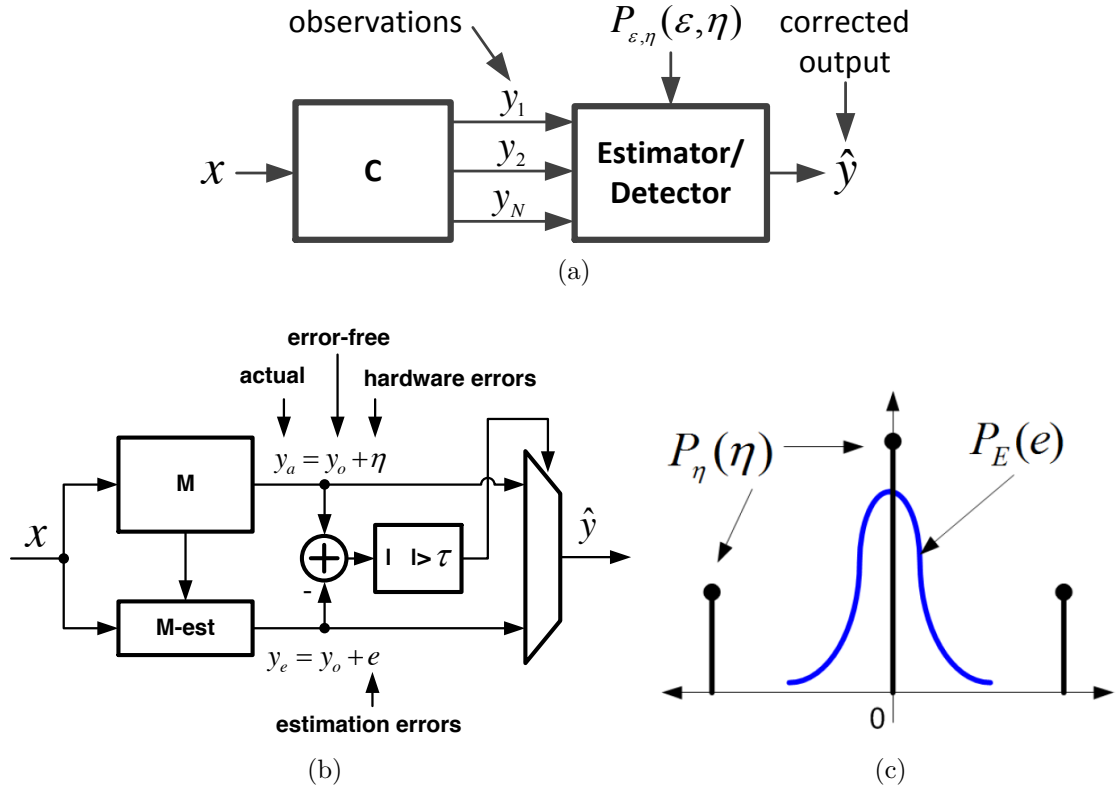 observations
P_{ε,η}(ε,η)
corrected
output
x
C
y_1
y_2
y_N
Estimator/
Detector
ŷ
(a)
error-free
actual
hardware errors
M
y_a = y_o + η
x
+
-
| |> τ
ŷ
M-est
y_e = y_o + e
estimation errors
(b)
P_η(η)
P_E(e)
0
(c)